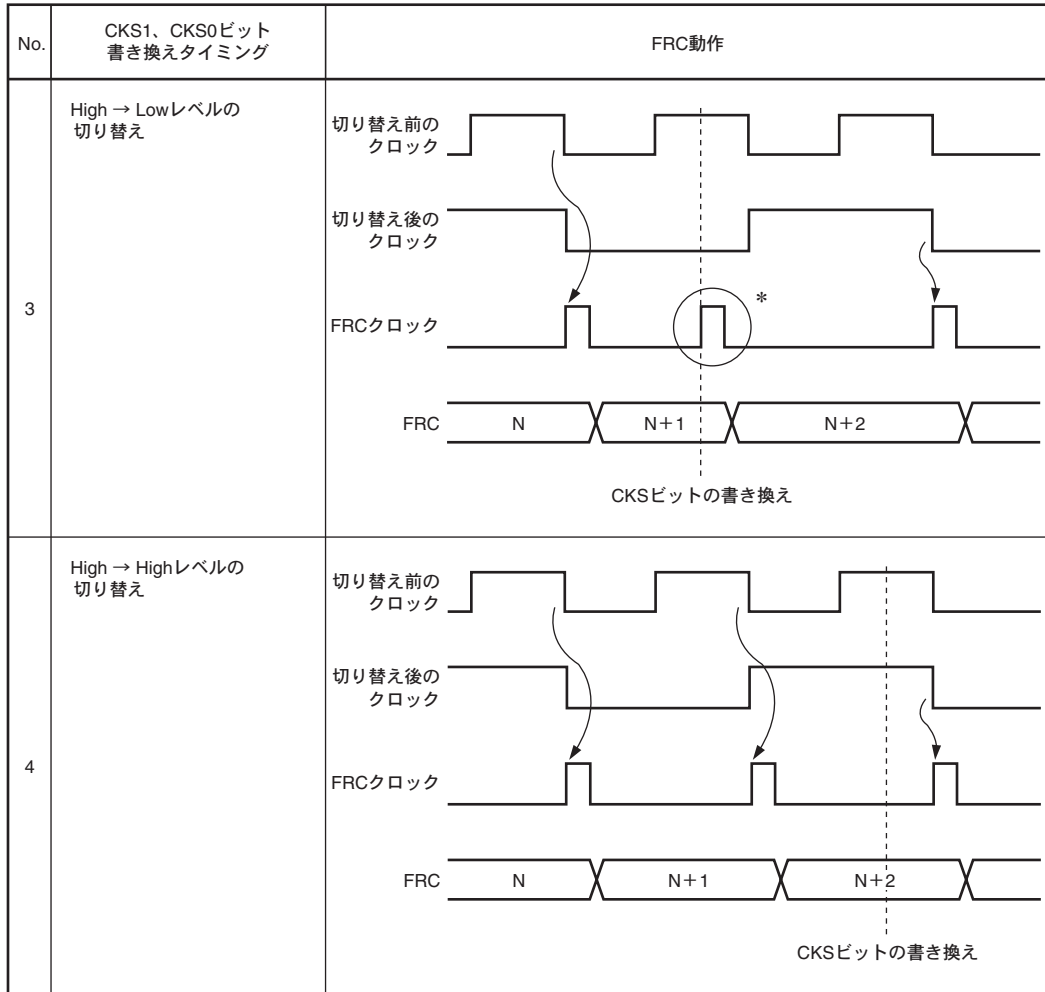 No.
CKS1、CKS0ビット
書き換えタイミング
FRC動作
3
High → Lowレベルの
切り替え
切り替え前の
クロック
切り替え後の
クロック
FRCクロック
*
FRC
N
N+1
N+2
CKSビットの書き換え
4
High → Highレベルの
切り替え
切り替え前の
クロック
切り替え後の
クロック
FRCクロック
FRC
N
N+1
N+2
CKSビットの書き換え